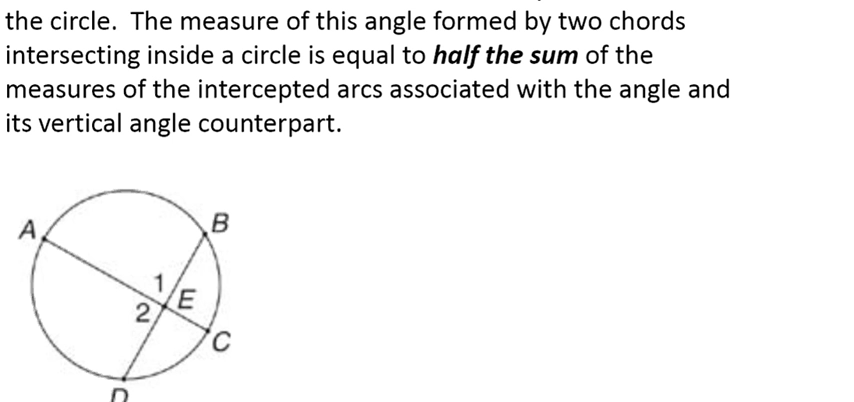 the circle.  The measure of this angle formed by two chords
intersecting inside a circle is equal to half the sum of the
measures of the intercepted arcs associated with the angle and
its vertical angle counterpart.
A
B
1
E
2
C
D